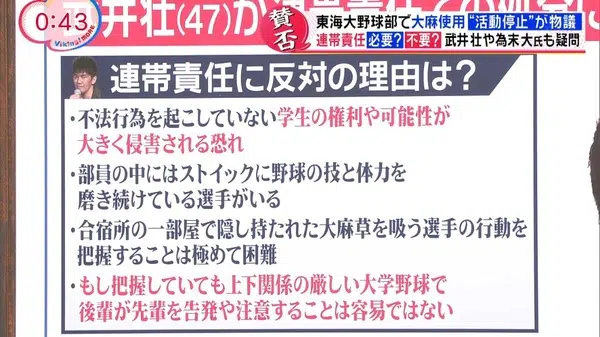 0:43
Viking!more
井壮(47)が
賛否
東海大野球部で大麻使用 “活動停止”が物議
連帯責任 必要?不要? 武井壮や為末大氏も疑問
連帯責任に反対の理由は?
・不法行為を起こしていない学生の権利や可能性が
大きく侵害される恐れ
・部員の中にはストイックに野球の技と体力を
磨き続けている選手がいる
・合宿所の一部屋で隠し持たれた大麻草を吸う選手の行動を
把握することは極めて困難
・もし把握していても上下関係の厳しい大学野球で
後輩が先輩を告発や注意することは容易ではない